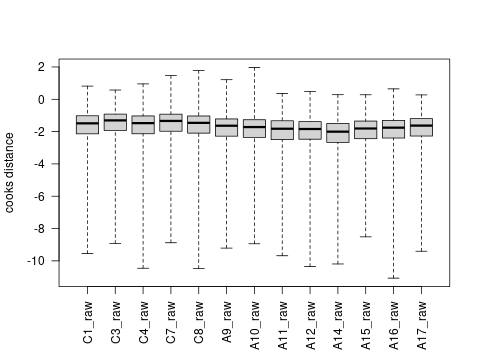 2
0
-2
-4
-6
-8
-10
cooks distance
C1_raw
C3_raw
C4_raw
C7_raw
C8_raw
A9_raw
A10_raw
A11_raw
A12_raw
A14_raw
A15_raw
A16_raw
A17_raw